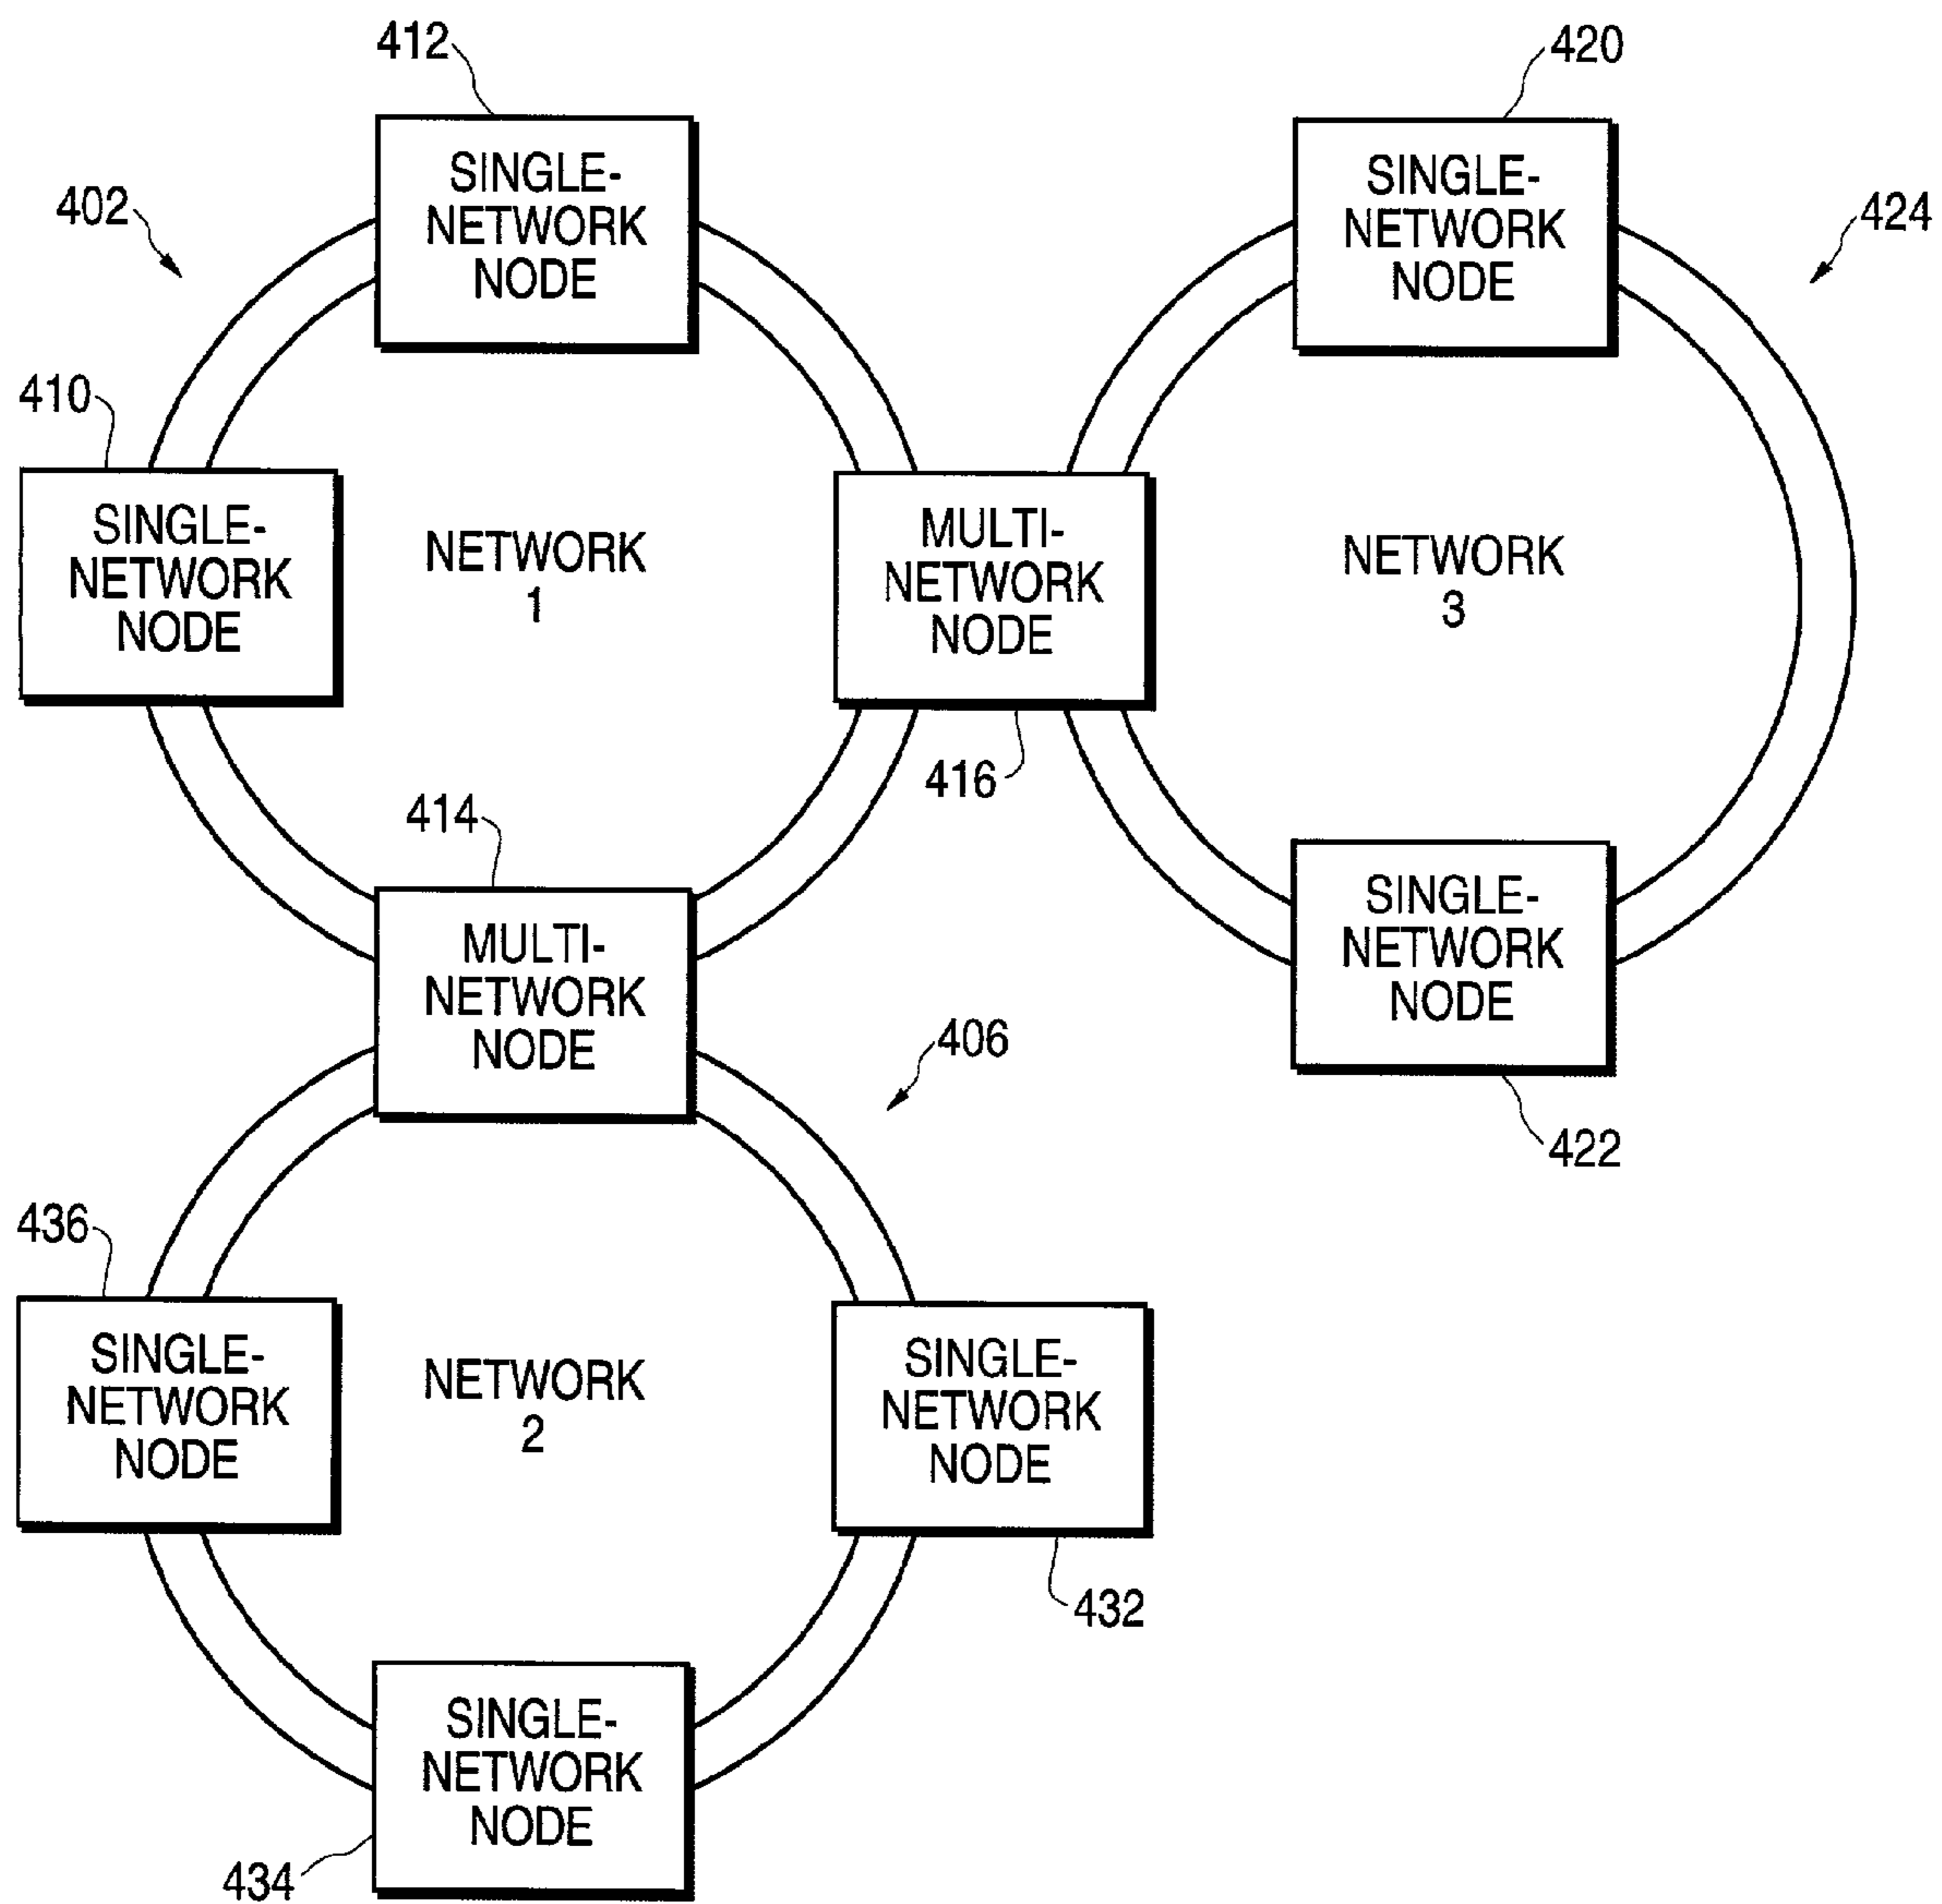 412
420
SINGLE-
NETWORK
NODE
SINGLE-
NETWORK
NODE
402
424
410
SINGLE-
NETWORK
NODE
NETWORK
1
MULTI-
NETWORK
NODE
NETWORK
3
416
414
MULTI-
NETWORK
NODE
SINGLE-
NETWORK
NODE
406
422
436
SINGLE-
NETWORK
NODE
NETWORK
2
SINGLE-
NETWORK
NODE
432
SINGLE-
NETWORK
NODE
434